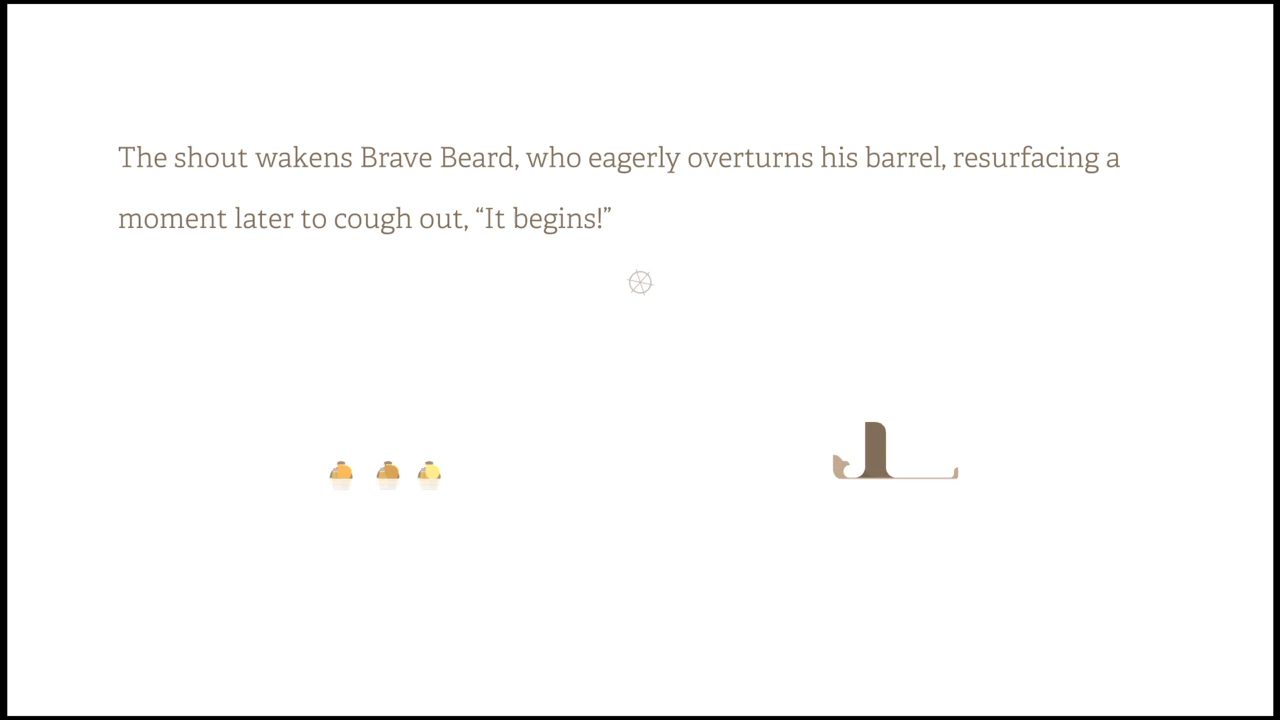 The shout wakens Brave Beard, who eagerly overturns his barrel, resurfacing a
moment later to cough out, “It begins!”